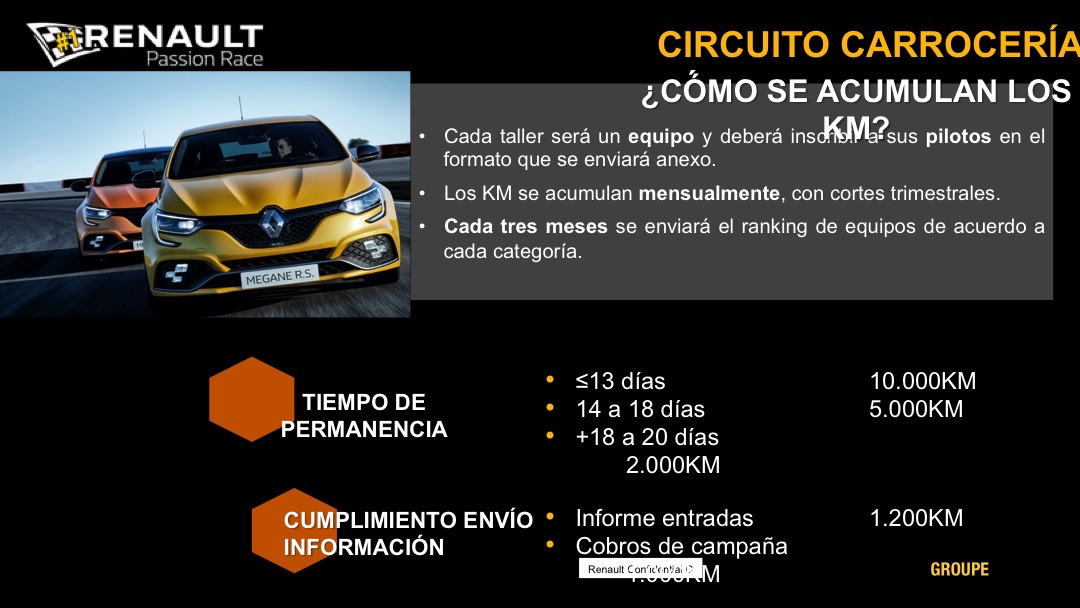 #1
RENAULT
Passion Race
CIRCUITO CARROCERÍA
¿CÓMO SE ACUMULAN LOS
KM?
• Cada taller será un equipo y deberá inscribir a sus pilotos en el
formato que se enviará anexo.
• Los KM se acumulan mensualmente, con cortes trimestrales.
• Cada tres meses se enviará el ranking de equipos de acuerdo a
cada categoría.
MEGANE R.S.
TIEMPO DE
PERMANENCIA
• ≤13 días 10.000KM
• 14 a 18 días 5.000KM
• +18 a 20 días
2.000KM
CUMPLIMIENTO ENVÍO
INFORMACIÓN
• Informe entradas 1.200KM
• Cobros de campaña
KM
Renault Confidential C
GROUPE